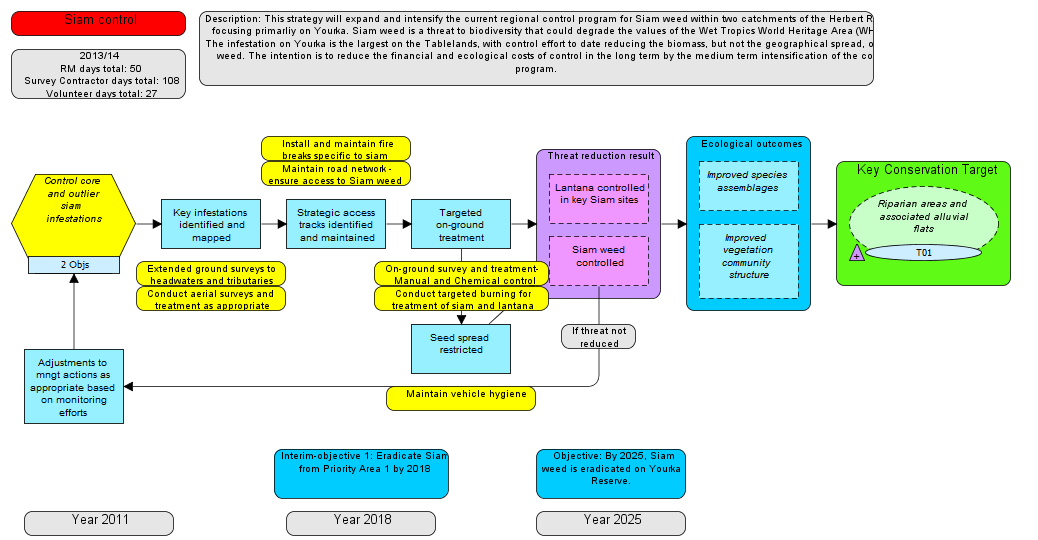 Siam control
2013/14
RM days total: 50
Survey Contractor days total: 108
Volunteer days total: 27
Description: This strategy will expand and intensify the current regional control program for Siam weed within two catchments of the Herbert R
focusing primarliy on Yourka. Siam weed is a threat to biodiversity that could degrade the values of the Wet Tropics World Heritage Area (WH
The infestation on Yourka is the largest on the Tablelands, with control effort to date reducing the biomass, but not the geographical spread, o
weed. The intention is to reduce the financial and ecological costs of control in the long term by the medium term intensification of the co
program.
Control core
and outlier
siam
infestations
2 Objs
Key infestations
identified and
mapped
Extended ground surveys to
headwaters and tributaries
Conduct aerial surveys and
treatment as appropriate
Install and maintain fire
breaks specific to siam
Maintain road network -
ensure access to Siam weed
Strategic access
tracks identified
and maintained
Targeted
on-ground
treatment
On-ground survey and treatment-
Manual and Chemical control
Conduct targeted burning for
treatment of siam and lantana
Seed spread
restricted
Maintain vehicle hygiene
Threat reduction result
Lantana controlled
in key Siam sites
Siam weed
controlled
If threat not
reduced
Ecological outcomes
Improved species
assemblages
Improved
vegetation
community
structure
Key Conservation Target
Riparian areas and
associated alluvial
flats
+
T01
Adjustments to
mngt actions as
appropriate based
on monitoring
efforts
Interim-objective 1: Eradicate Siam
from Priority Area 1 by 2018
Objective: By 2025, Siam
weed is eradicated on Yourka
Reserve.
Year 2011
Year 2018
Year 2025